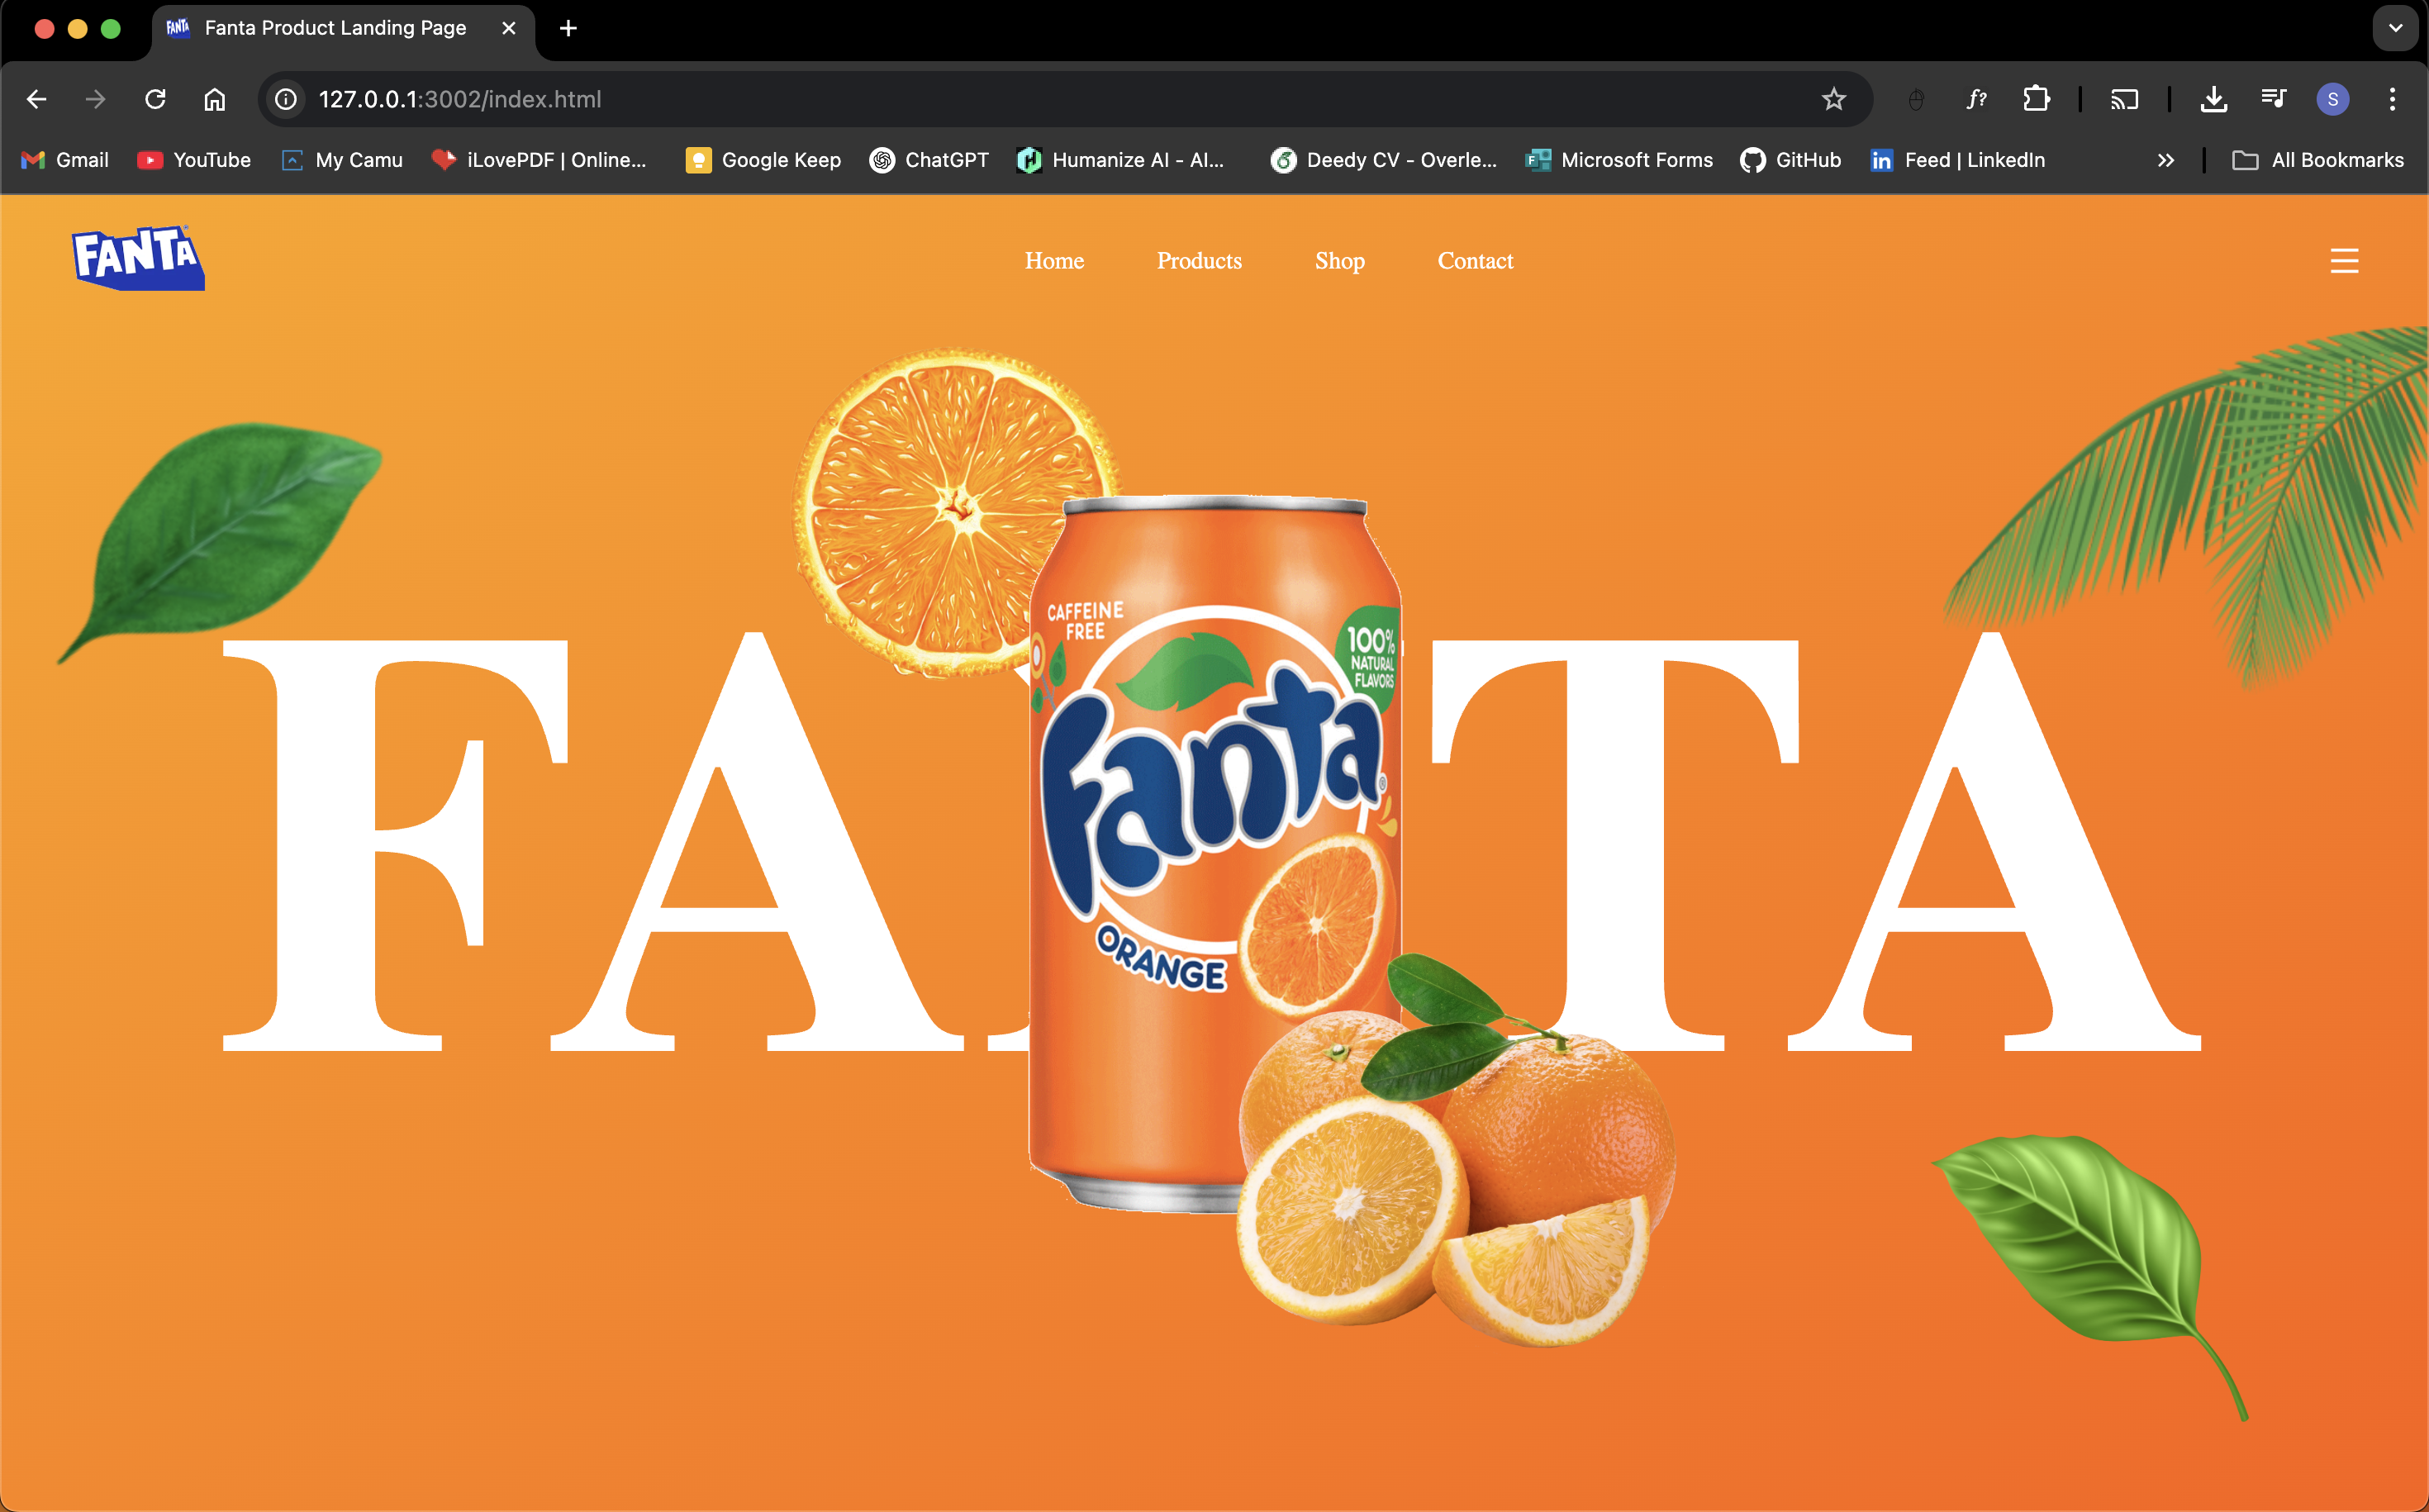 Fanta Product Landing Page
127.0.0.1:3002/index.html
f?
S
Gmail
YouTube
My Camu
iLovePDF | Online...
Google Keep
ChatGPT
Humanize AI - AI...
Deedy CV - Overle...
Microsoft Forms
GitHub
Feed | LinkedIn
All Bookmarks
FANTA
Home
Products
Shop
Contact
FA
TA
CAFFEINE
FREE
100%
NATURAL
FLAVORS
Fanta®
ORANGE